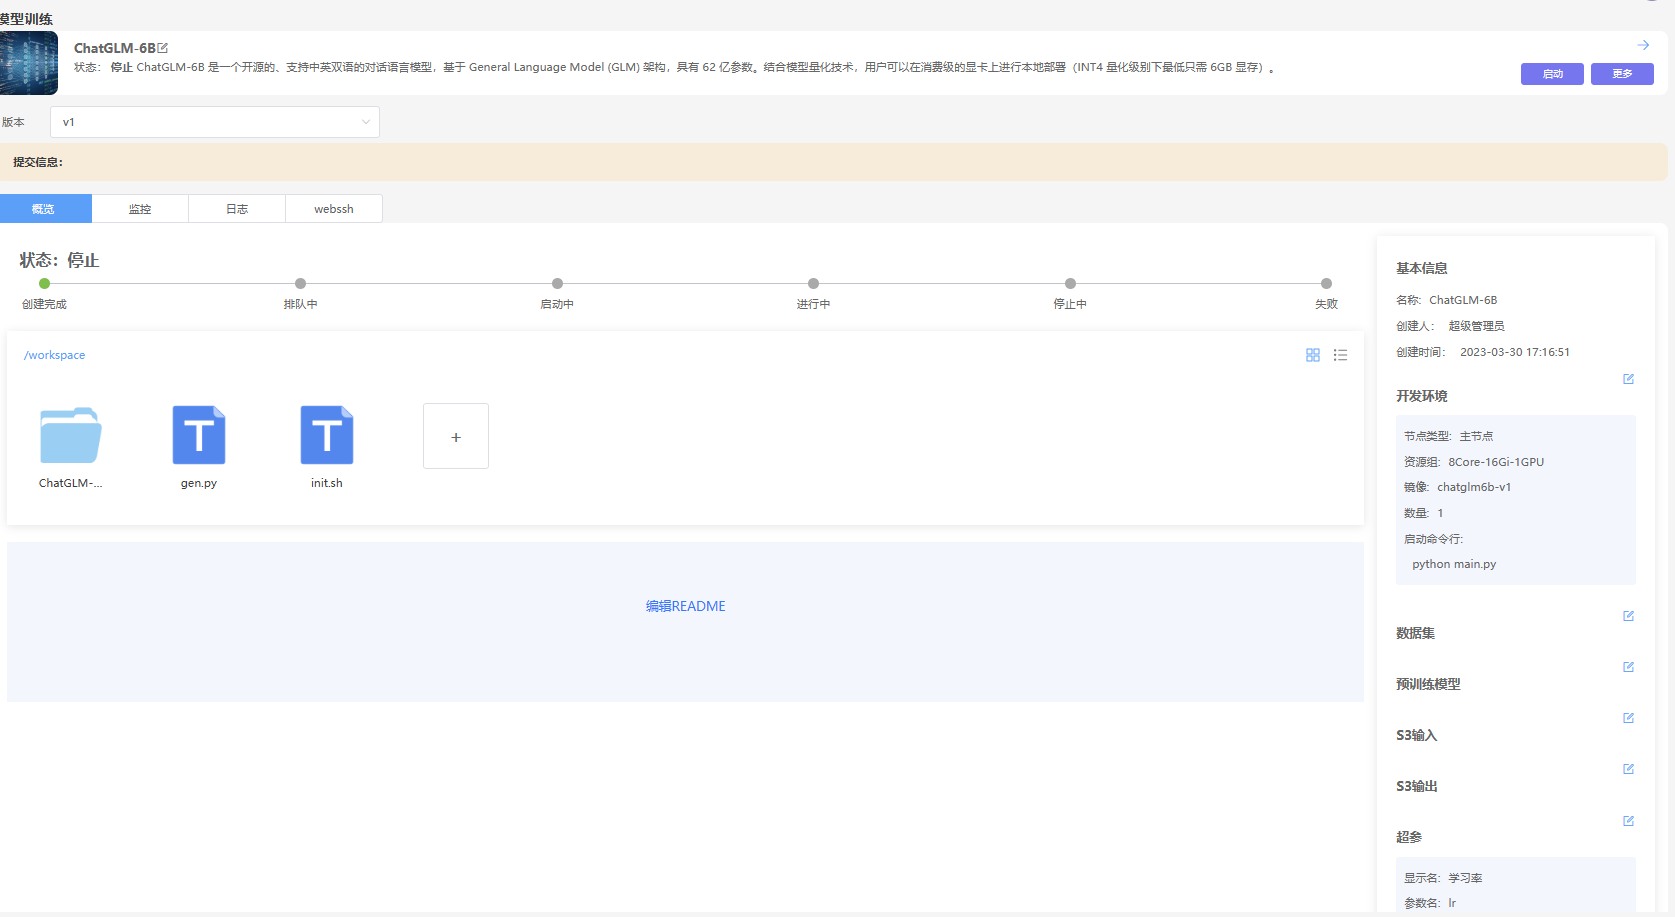 模型训练
ChatGLM-6B
状态： 停止 ChatGLM-6B 是一个开源的、支持中英双语的对话语言模型，基于 General Language Model (GLM) 架构，具有 62 亿参数。结合模型量化技术，用户可以在消费级的显卡上进行本地部署（INT4 量化级别下最低只需 6GB 显存）。
启动
更多
版本
v1
提交信息：
概览
监控
日志
webssh
状态：停止
创建完成
排队中
启动中
进行中
停止中
失败
/workspace
ChatGLM-...
gen.py
init.sh
+
编辑README
基本信息
名称: ChatGLM-6B
创建人： 超级管理员
创建时间： 2023-03-30 17:16:51
开发环境
节点类型: 主节点
资源组: 8Core-16Gi-1GPU
镜像: chatglm6b-v1
数量: 1
启动命令行:
python main.py
数据集
预训练模型
S3输入
S3输出
超参
显示名: 学习率
参数名: lr